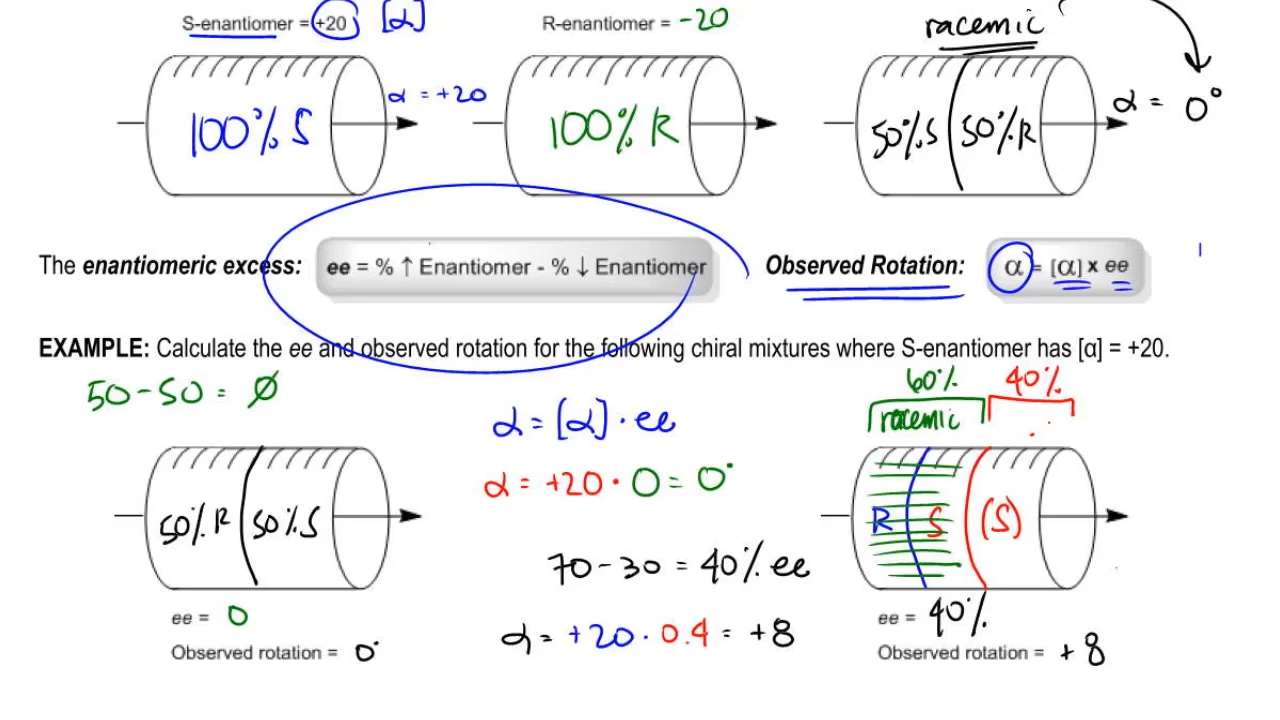 S-enantiomer = +20 [α]
R-enantiomer = -20
racemic
100% S
α = +20
100% R
50% S 50% R
α = 0°
The enantiomeric excess: ee = % ↑ Enantiomer - % ↓ Enantiomer
Observed Rotation: α = [α] x ee
EXAMPLE: Calculate the ee and observed rotation for the following chiral mixtures where S-enantiomer has [α] = +20.
50-50 = ∅
60% 40%
racemic
α = [α] · ee
α = +20 · 0 = 0°
50% R 50% S
R S (S)
70-30 = 40% ee
ee = 0
α = +20 · 0.4 = +8
ee = 40%
Observed rotation = 0°
Observed rotation = +8